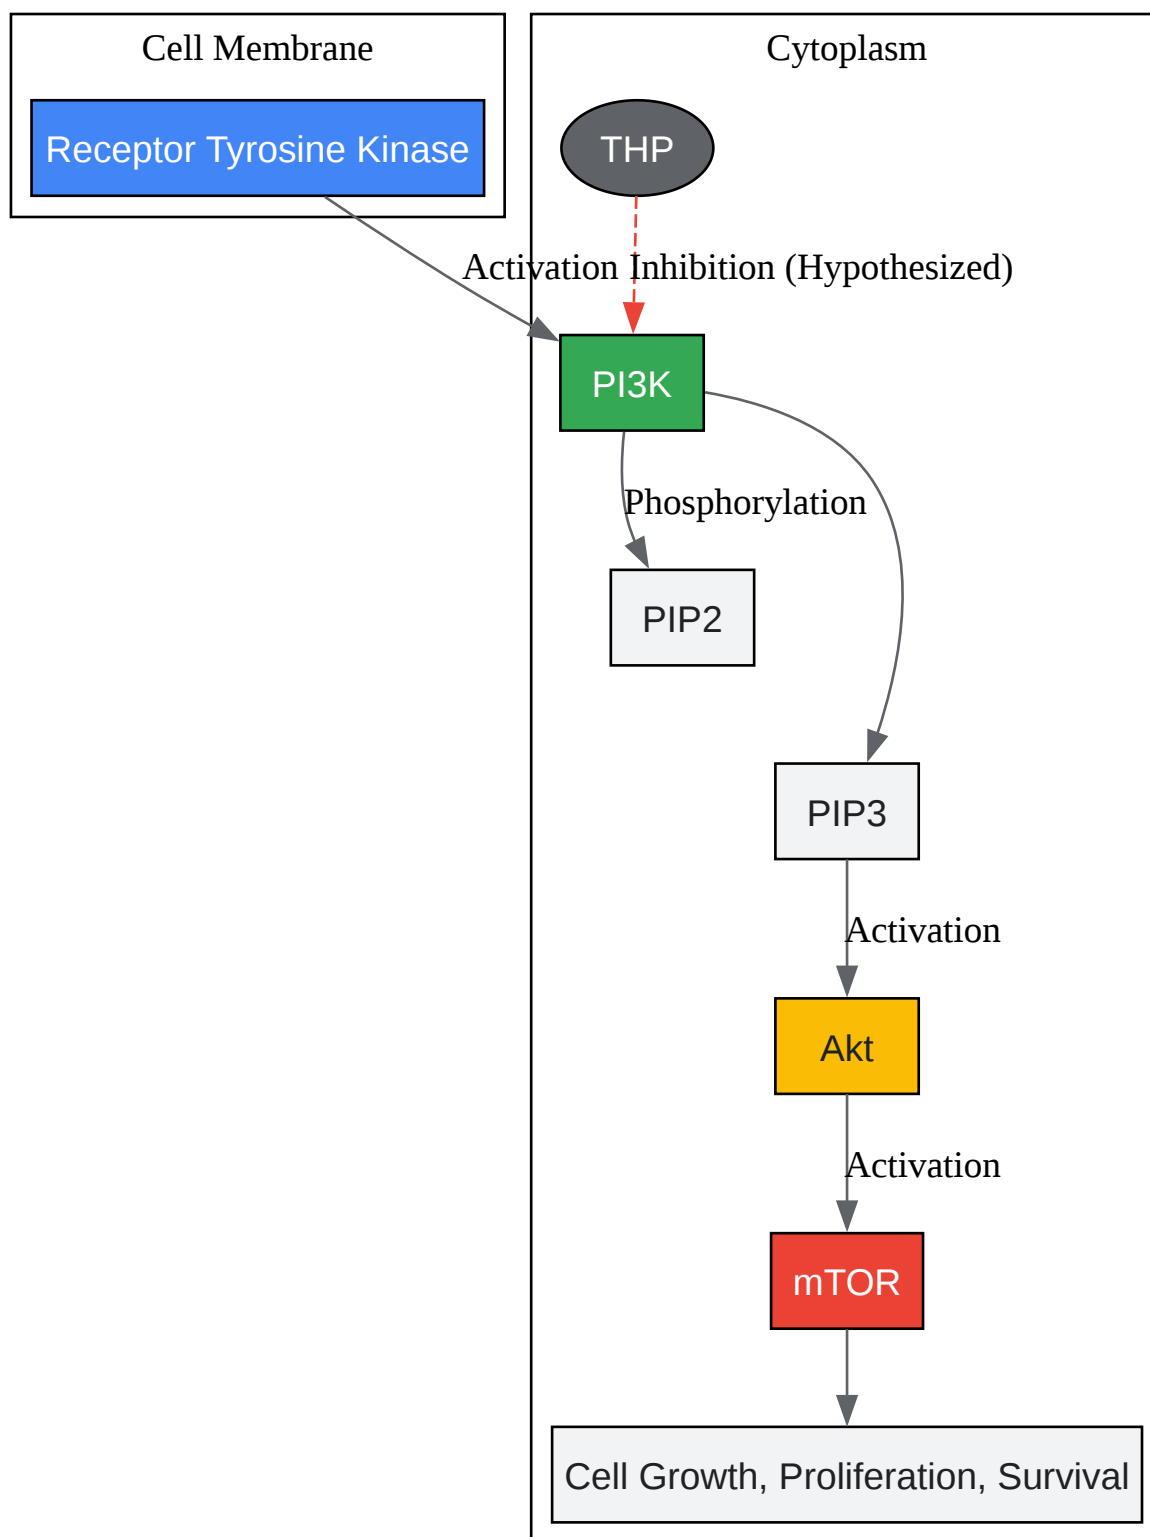 Cell Membrane
Cytoplasm
Receptor Tyrosine Kinase
THP
Activation
Inhibition (Hypothesized)
PI3K
Phosphorylation
PIP2
PIP3
Activation
Akt
Activation
mTOR
Cell Growth, Proliferation, Survival